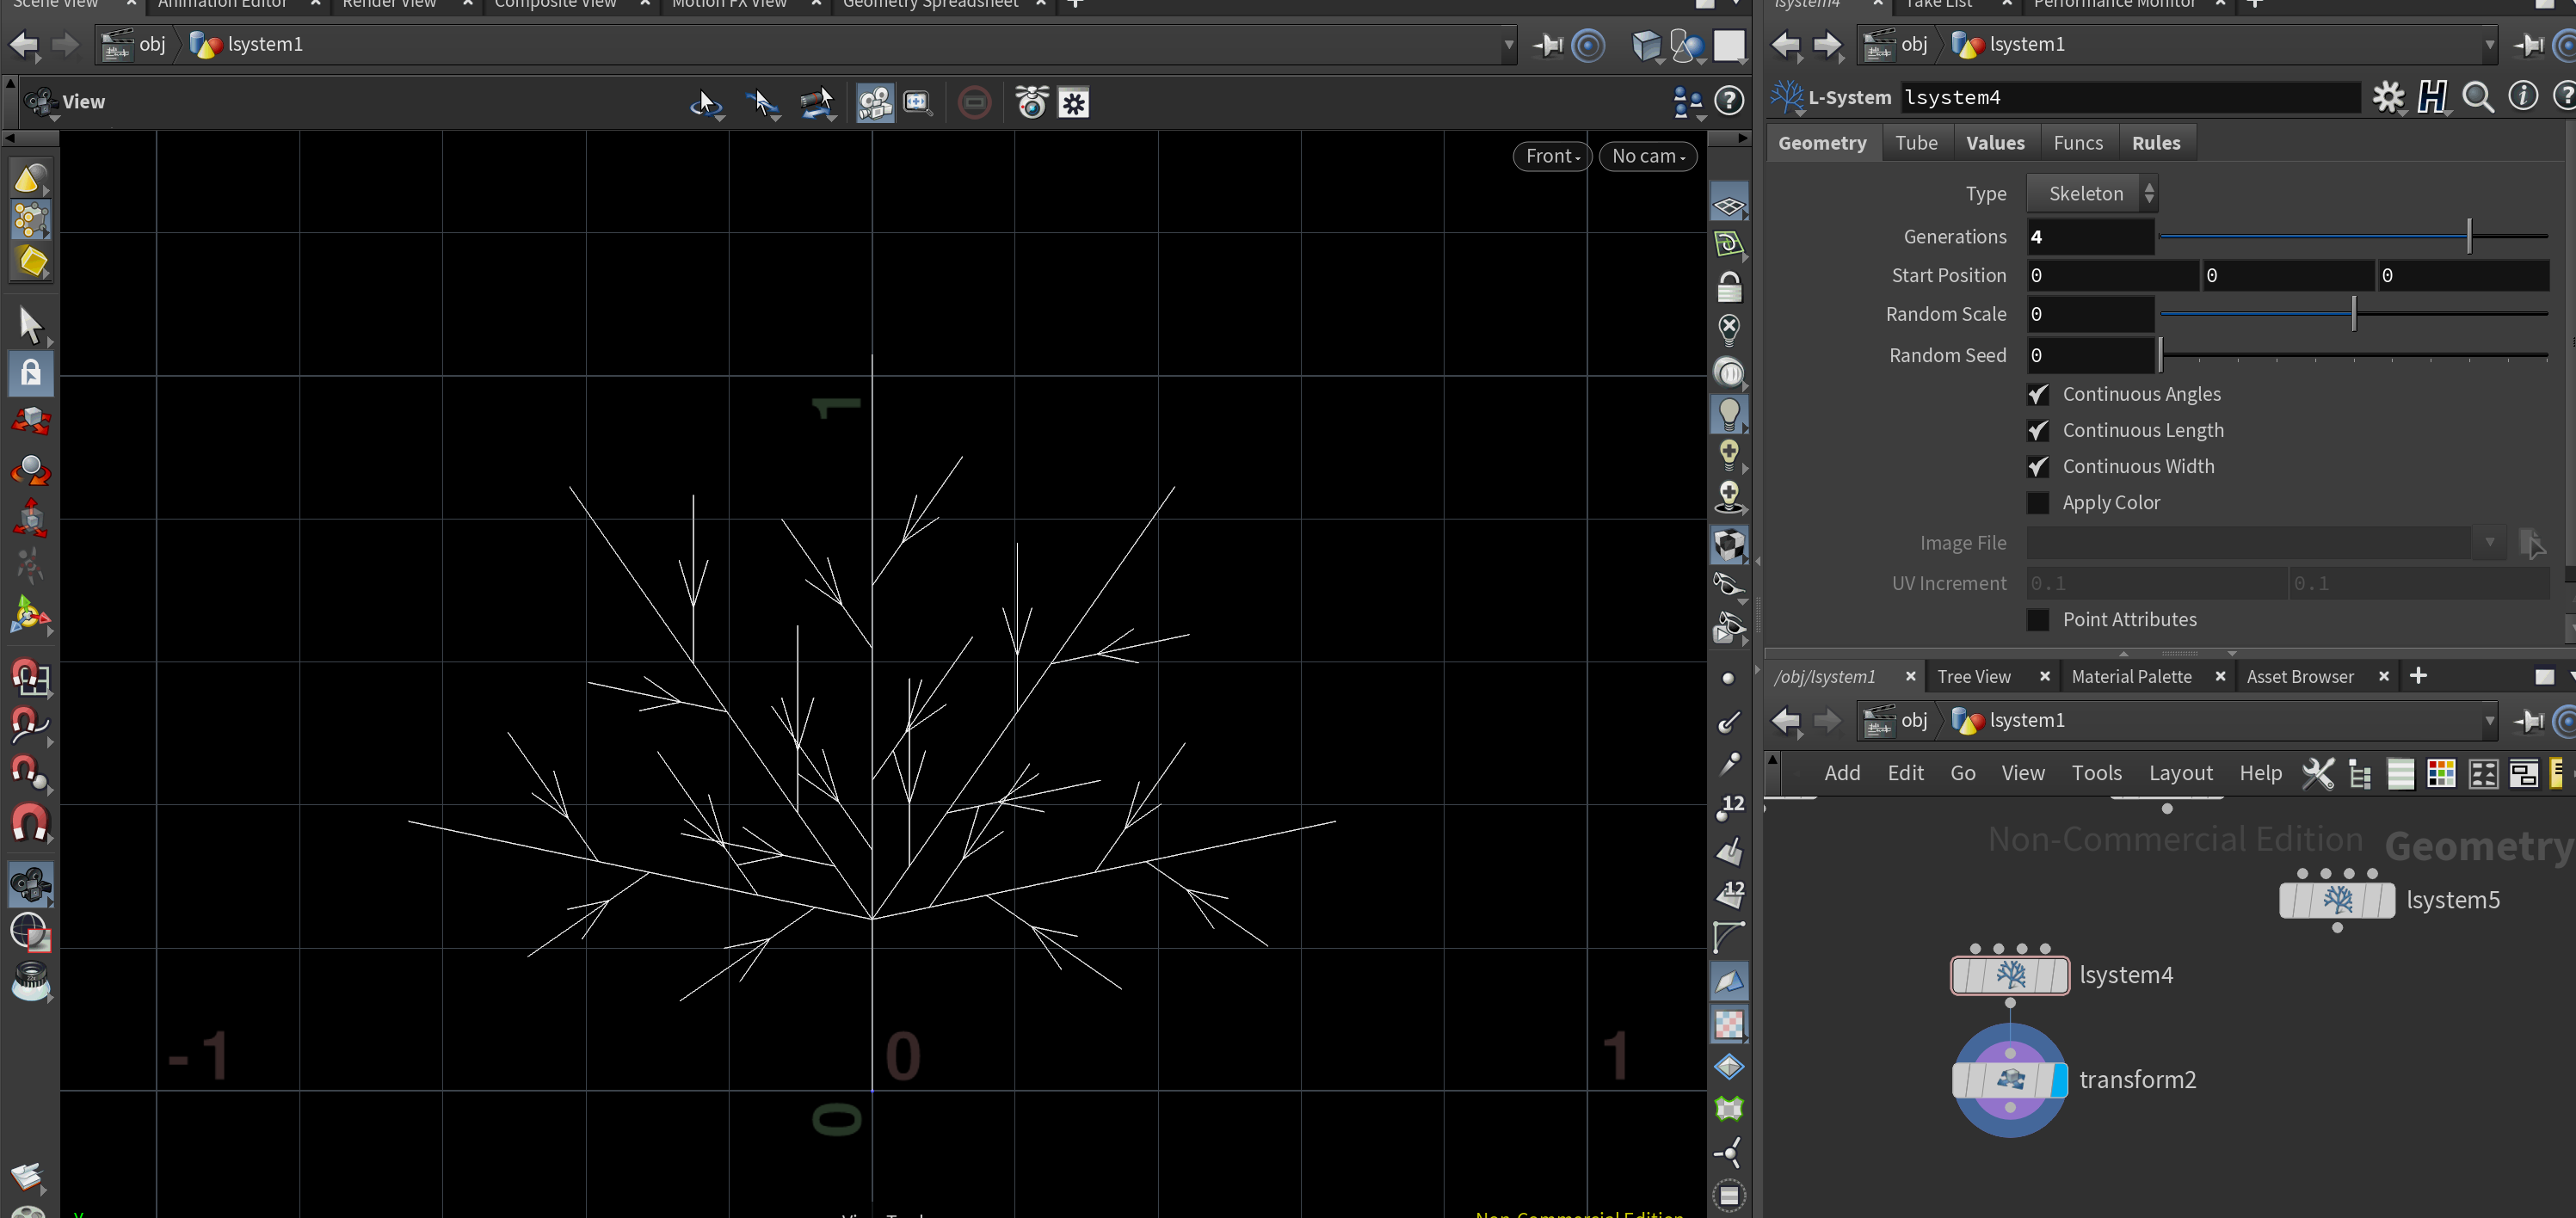 Scene View Animation Editor Render View Composite View Motion FX View Geometry Spreadsheet
obj lsystem1
View
Front No cam
1
-1 0 1
0
Non-Commercial Edition
lsystem4 Take List Performance Monitor
obj lsystem1
L-System lsystem4
Geometry Tube Values Funcs Rules
Type Skeleton
Generations 4
Start Position 0 0 0
Random Scale 0
Random Seed 0
Continuous Angles
Continuous Length
Continuous Width
Apply Color
Image File
UV Increment 0.1 0.1
Point Attributes
12
12
/obj/lsystem1 Tree View Material Palette Asset Browser
obj lsystem1
Add Edit Go View Tools Layout Help
Non-Commercial Edition Geometry
lsystem5
lsystem4
transform2